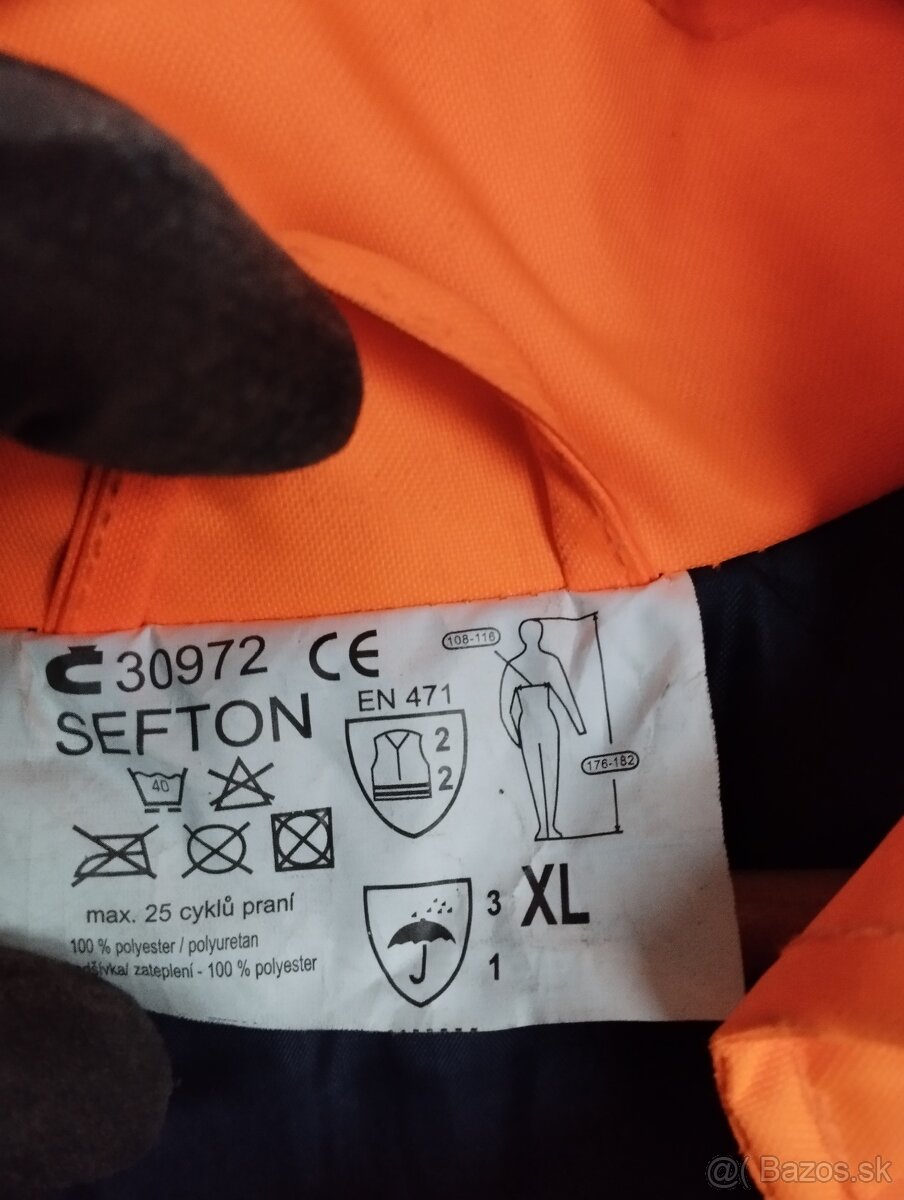 30972 CE
SEFTON
EN 471
2
2
108-116
176-182
40
max. 25 cyklů praní
100 % polyester / polyuretan
zateplení - 100 % polyester
3
1
XL
@( Bazos.sk